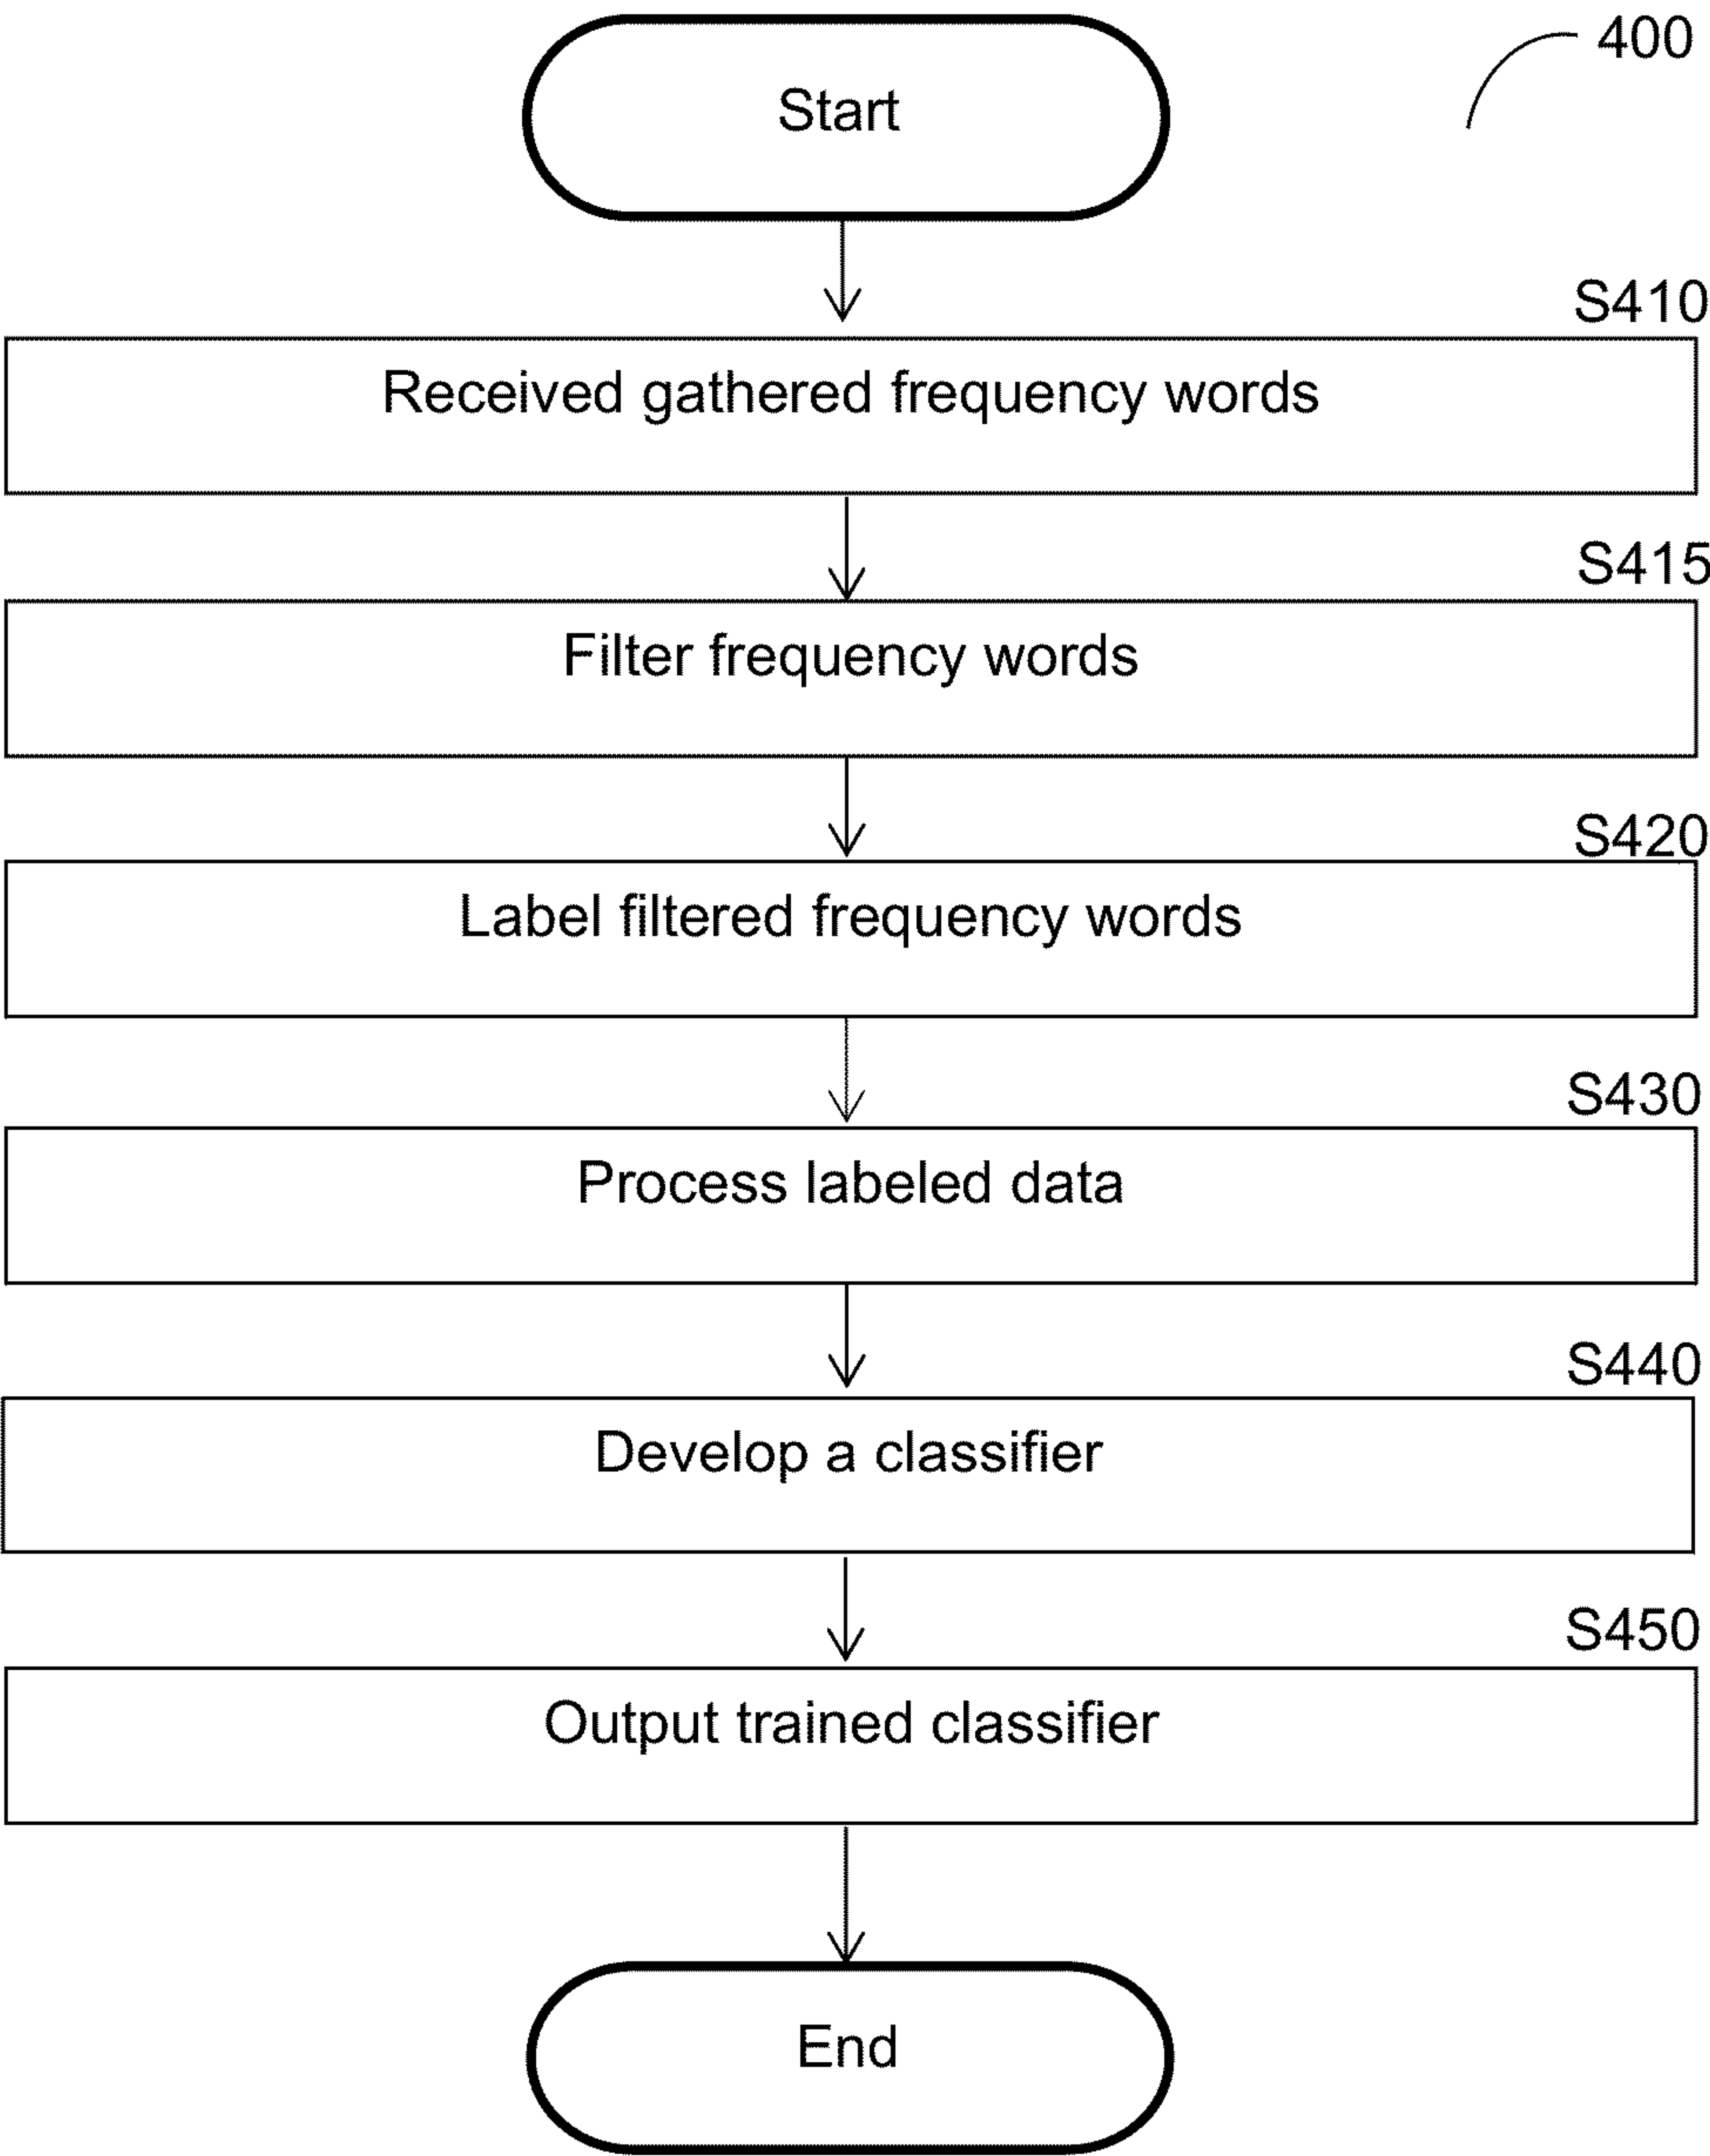 Start
400
S410
Received gathered frequency words
S415
Filter frequency words
S420
Label filtered frequency words
S430
Process labeled data
S440
Develop a classifier
S450
Output trained classifier
End